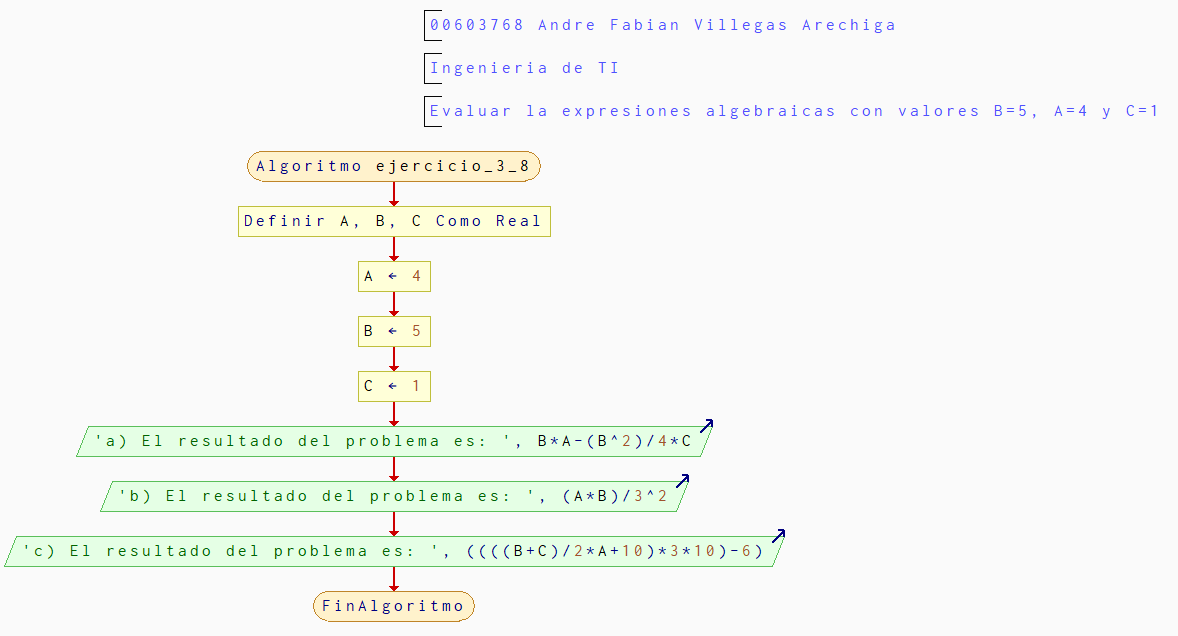 00603768 Andre Fabian Villegas Arechiga
Ingenieria de TI
Evaluar la expresiones algebraicas con valores B=5, A=4 y C=1
Algoritmo ejercicio_3_8
Definir A, B, C Como Real
A ← 4
B ← 5
C ← 1
'a) El resultado del problema es: ', B*A-(B^2)/4*C
'b) El resultado del problema es: ', (A*B)/3^2
'c) El resultado del problema es: ', ((((B+C)/2*A+10)*3*10)-6)
FinAlgoritmo